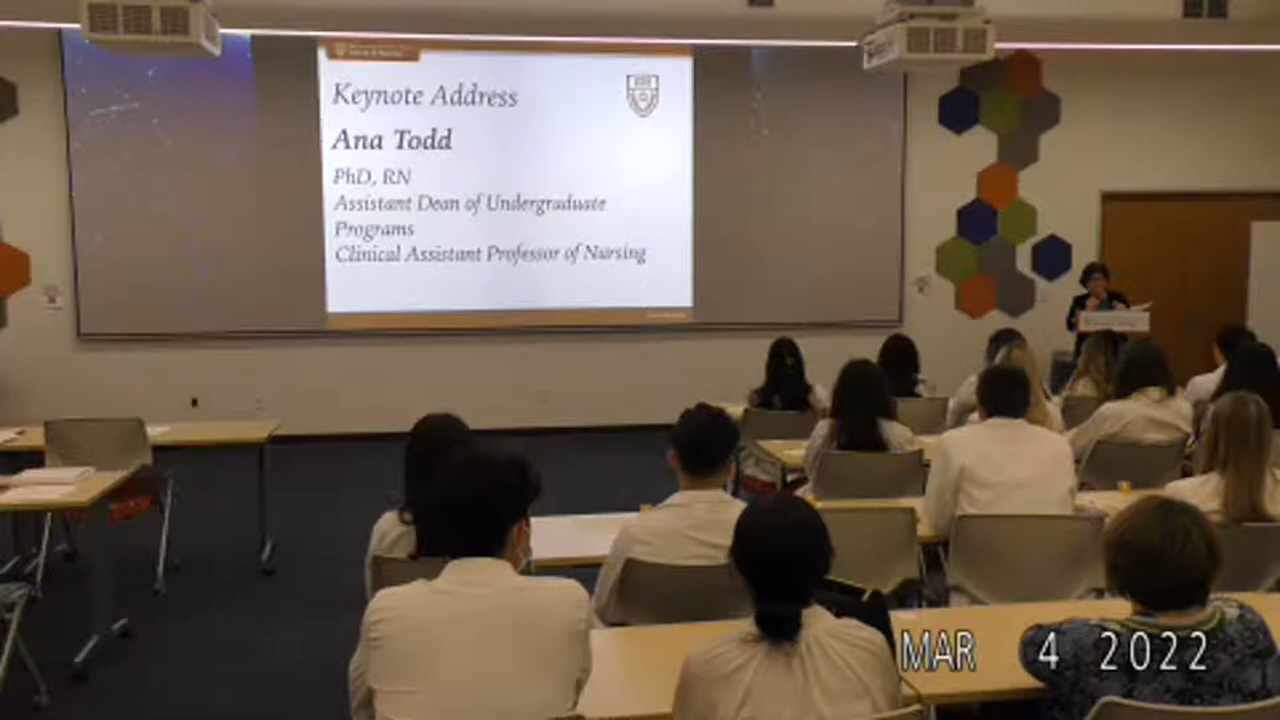 Keynote Address
Ana Todd
PhD, RN
Assistant Dean of Undergraduate
Programs
Clinical Assistant Professor of Nursing
MAR 4 2022